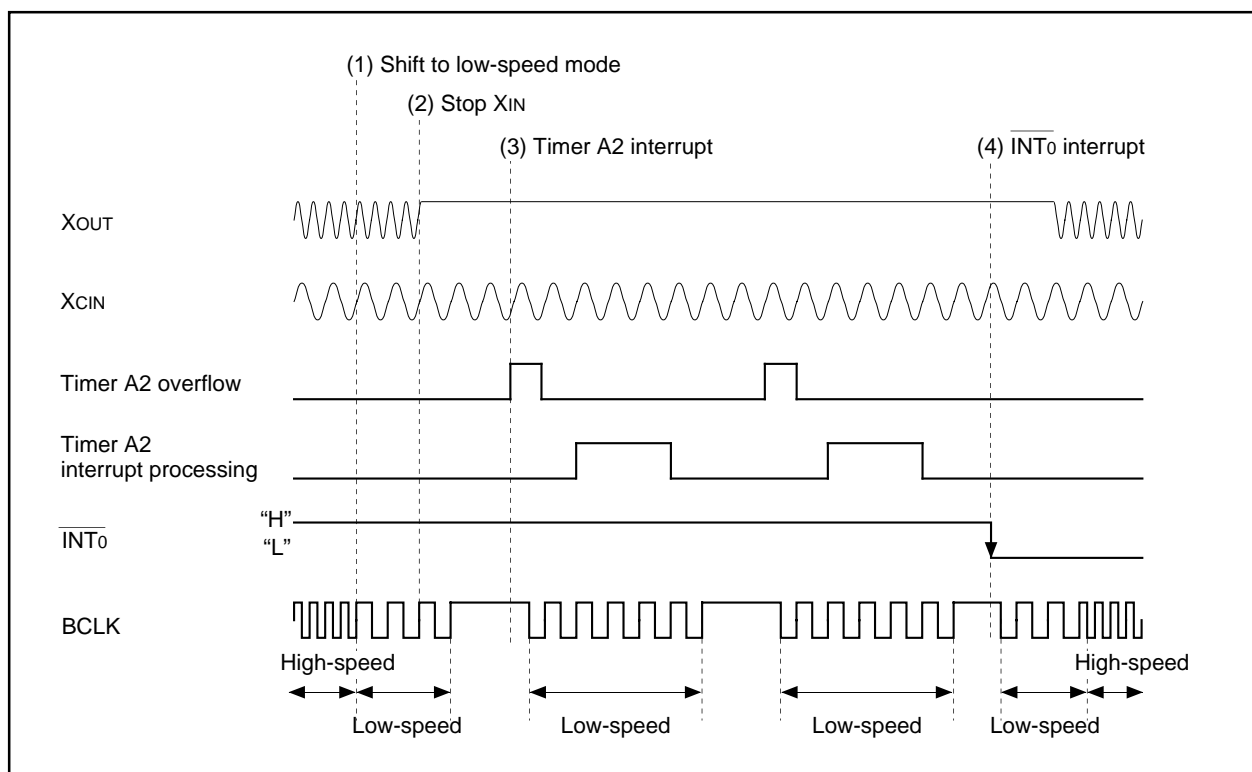 (1) Shift to low-speed mode
(2) Stop XIN
(3) Timer A2 interrupt
(4) INT0 interrupt
XOUT
XCIN
Timer A2 overflow
Timer A2
interrupt processing
“H”
INT0
“L”
BCLK
High-speed
High-speed
Low-speed
Low-speed
Low-speed
Low-speed